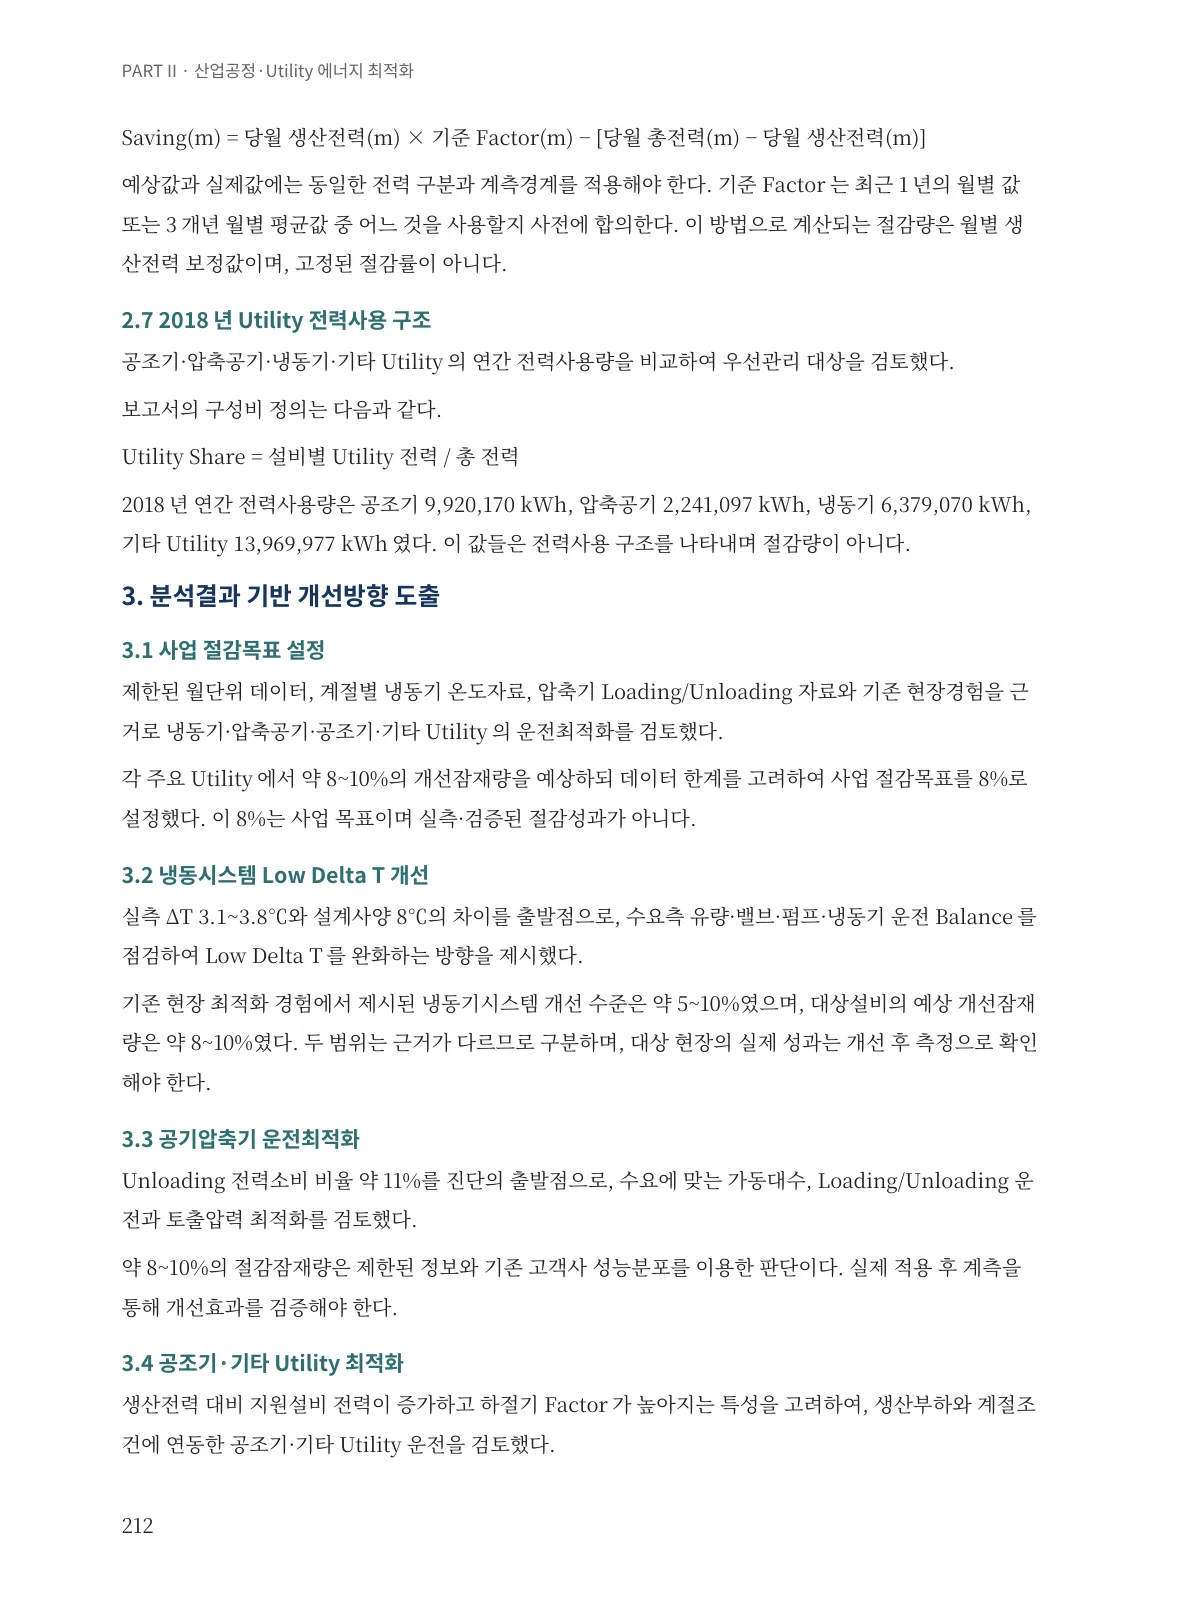 PART II · 산업공정·Utility 에너지 최적화
Saving(m) = 당월 생산전력(m) × 기준 Factor(m) − [당월 총전력(m) − 당월 생산전력(m)]
예상값과 실제값에는 동일한 전력 구분과 계측경계를 적용해야 한다. 기준 Factor 는 최근 1 년의 월별 값
또는 3 개년 월별 평균값 중 어느 것을 사용할지 사전에 합의한다. 이 방법으로 계산되는 절감량은 월별 생
산전력 보정값이며, 고정된 절감률이 아니다.
2.7 2018 년 Utility 전력사용 구조
공조기·압축공기·냉동기·기타 Utility 의 연간 전력사용량을 비교하여 우선관리 대상을 검토했다.
보고서의 구성비 정의는 다음과 같다.
Utility Share = 설비별 Utility 전력 / 총 전력
2018 년 연간 전력사용량은 공조기 9,920,170 kWh, 압축공기 2,241,097 kWh, 냉동기 6,379,070 kWh,
기타 Utility 13,969,977 kWh 였다. 이 값들은 전력사용 구조를 나타내며 절감량이 아니다.
3. 분석결과 기반 개선방향 도출
3.1 사업 절감목표 설정
제한된 월단위 데이터, 계절별 냉동기 온도자료, 압축기 Loading/Unloading 자료와 기존 현장경험을 근
거로 냉동기·압축공기·공조기·기타 Utility 의 운전최적화를 검토했다.
각 주요 Utility 에서 약 8~10%의 개선잠재량을 예상하되 데이터 한계를 고려하여 사업 절감목표를 8%로
설정했다. 이 8%는 사업 목표이며 실측·검증된 절감성과가 아니다.
3.2 냉동시스템 Low Delta T 개선
실측 ΔT 3.1~3.8℃와 설계사양 8℃의 차이를 출발점으로, 수요측 유량·밸브·펌프·냉동기 운전 Balance 를
점검하여 Low Delta T 를 완화하는 방향을 제시했다.
기존 현장 최적화 경험에서 제시된 냉동기시스템 개선 수준은 약 5~10%였으며, 대상설비의 예상 개선잠재
량은 약 8~10%였다. 두 범위는 근거가 다르므로 구분하며, 대상 현장의 실제 성과는 개선 후 측정으로 확인
해야 한다.
3.3 공기압축기 운전최적화
Unloading 전력소비 비율 약 11%를 진단의 출발점으로, 수요에 맞는 가동대수, Loading/Unloading 운
전과 토출압력 최적화를 검토했다.
약 8~10%의 절감잠재량은 제한된 정보와 기존 고객사 성능분포를 이용한 판단이다. 실제 적용 후 계측을
통해 개선효과를 검증해야 한다.
3.4 공조기·기타 Utility 최적화
생산전력 대비 지원설비 전력이 증가하고 하절기 Factor 가 높아지는 특성을 고려하여, 생산부하와 계절조
건에 연동한 공조기·기타 Utility 운전을 검토했다.
212